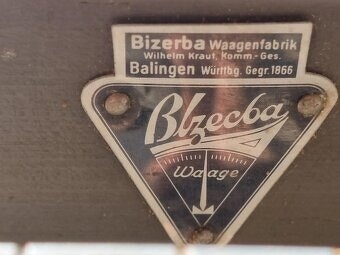 Bizerba Waagenfabrik
Wilhelm Kraut, Komm.-Ges.
Balingen Württbg. Gegr. 1866
Bizerba
Waage